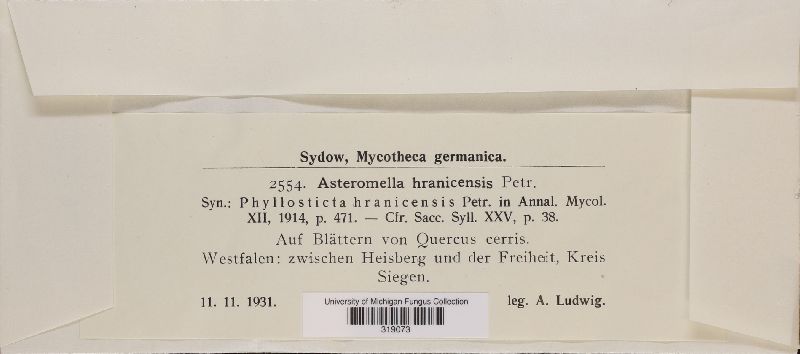 Sydow, Mycotheca germanica.
2554. Asteromella hranicensis Petr.
Syn.: Phyllosticta hranicensis Petr. in Annal. Mycol.
XII, 1914, p. 471. — Cfr. Sacc. Syll. XXV, p. 38.
Auf Blättern von Quercus cerris.
Westfalen: zwischen Heisberg und der Freiheit, Kreis
Siegen.
11. 11. 1931. leg. A. Ludwig.
University of Michigan Fungus Collection
319073